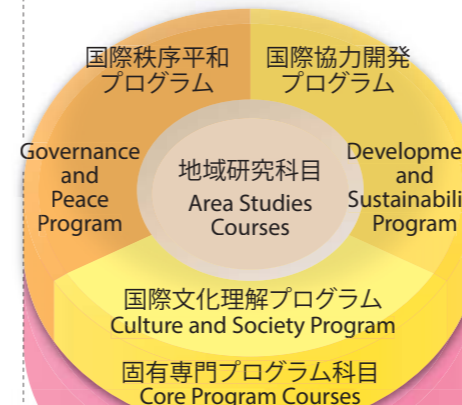 国際秩序平和
プログラム
国際協力開発
プログラム
Governance
and
Peace
Program
地域研究科目
Area Studies
Courses
Developme
and
Sustainabili
Program
国際文化理解プログラム
Culture and Society Program
固有専門プログラム科目
Core Program Courses